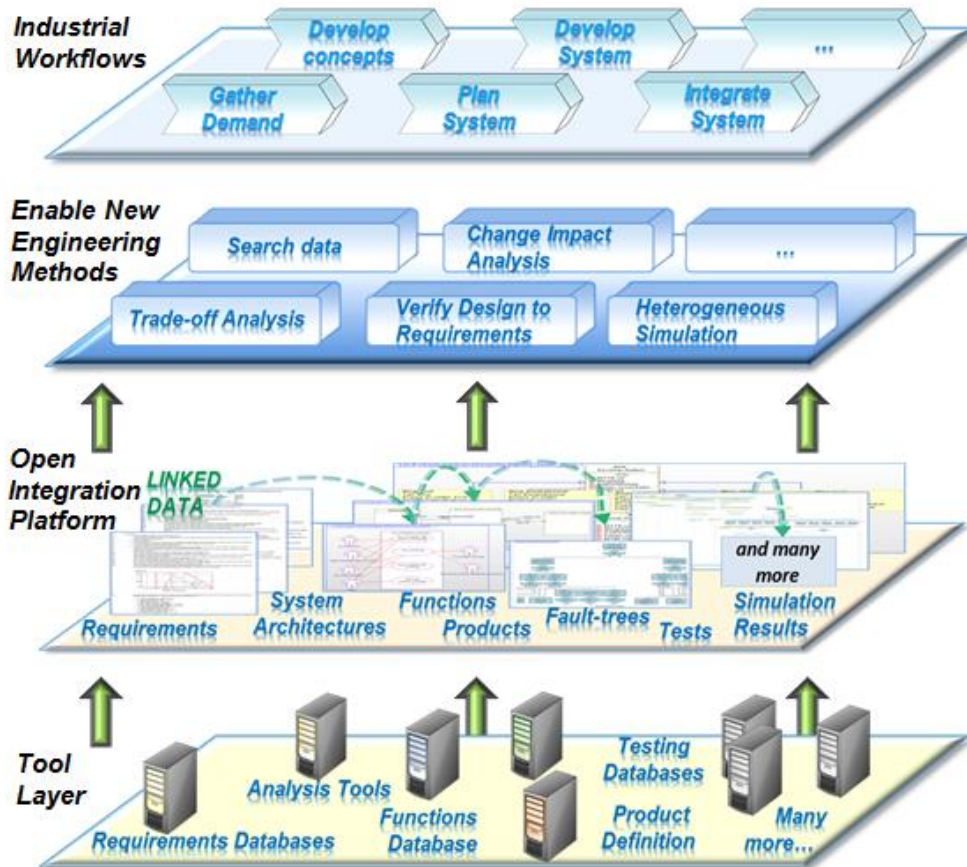 Industrial
Workflows
Develop
concepts
Develop
System
...
Gather
Demand
Plan
System
Integrate
System
Enable New
Engineering
Methods
Search data
Change Impact
Analysis
...
Trade-off Analysis
Verify Design to
Requirements
Heterogeneous
Simulation
Open
Integration
Platform
LINKED
DATA
and many
more
Requirements
System
Architectures
Functions
Products
Fault-trees
Tests
Simulation
Results
Tool
Layer
Requirements Databases
Analysis Tools
Functions
Database
Testing
Databases
Product
Definition
Many
more...